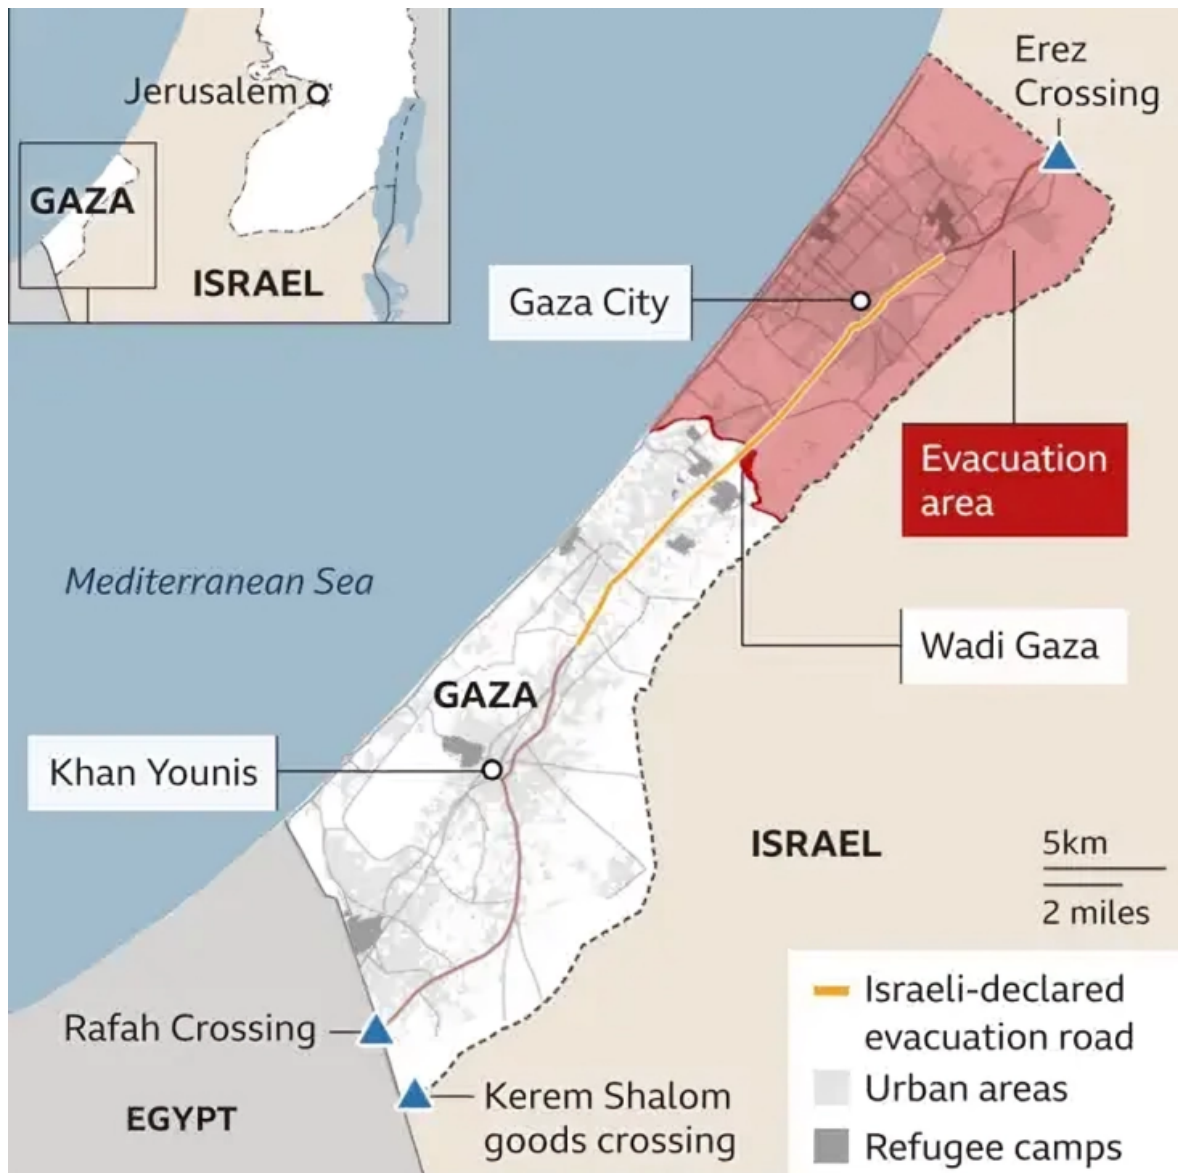 Jerusalem
GAZA
ISRAEL
Erez
Crossing
Gaza City
Evacuation
area
Mediterranean Sea
Wadi Gaza
GAZA
Khan Younis
ISRAEL
5km
2 miles
Rafah Crossing
EGYPT
Kerem Shalom
goods crossing
Israeli-declared
evacuation road
Urban areas
Refugee camps